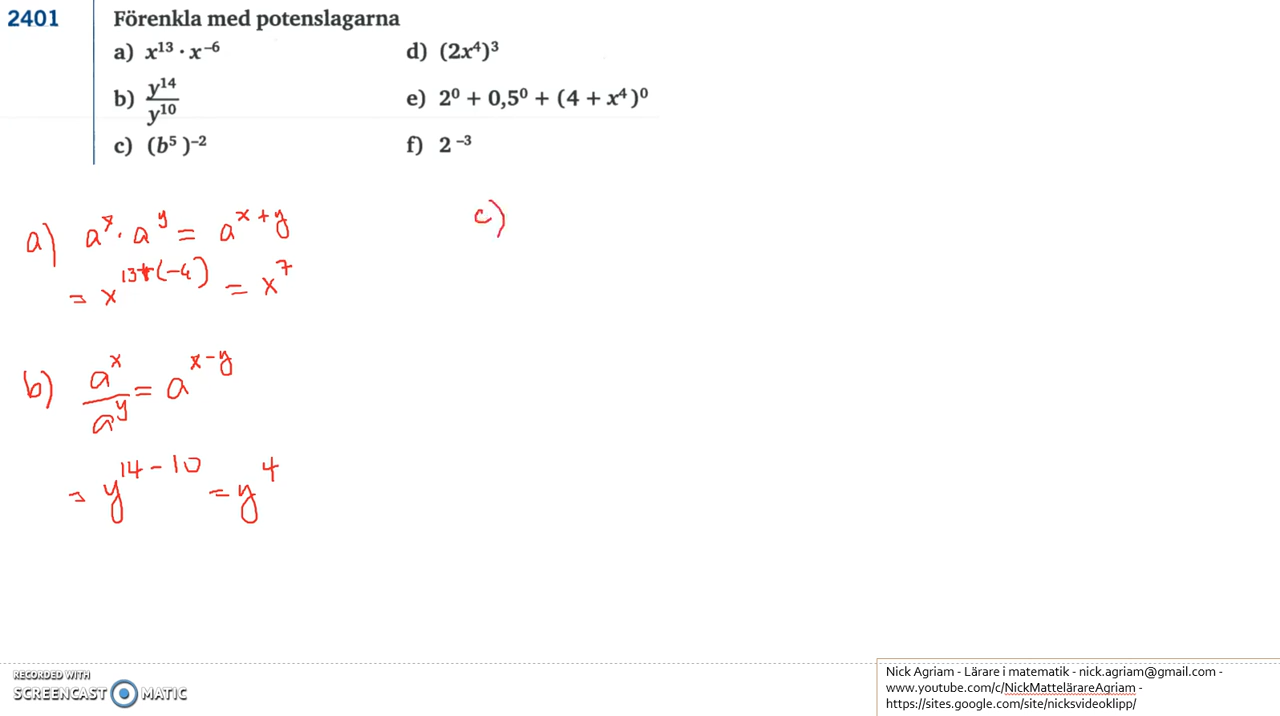 2401 Förenkla med potenslagarna
a) x¹³ · x⁻⁶
d) (2x⁴)³
b) y¹⁴/y¹⁰
e) 2⁰ + 0,5⁰ + (4 + x⁴)⁰
c) (b⁵)⁻²
f) 2⁻³
a) aˣ · aʸ = aˣ⁺ʸ
= x¹³⁺⁽⁻⁶⁾ = x⁷
b) aˣ/aʸ = aˣ⁻ʸ
= y¹⁴⁻¹⁰ = y⁴
c)
RECORDED WITH
SCREENCAST MATIC
Nick Agriam - Lärare i matematik - nick.agriam@gmail.com -
www.youtube.com/c/NickMattelärareAgriam -
https://sites.google.com/site/nicksvideoklipp/